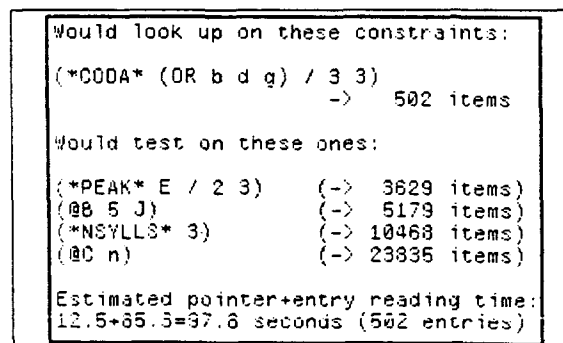 Would look up on these constraints:
(*CODA* (OR b d g) / 3 3)
-> 502 items
Would test on these ones:
(*PEAK* E / 2 3) (-> 3629 items)
(@B 5 J) (-> 5179 items)
(*NSYLLS* 3) (-> 10468 items)
(@C n) (-> 23835 items)
Estimated pointer+entry reading time:
12.5+85.3=97.8 seconds (502 entries)